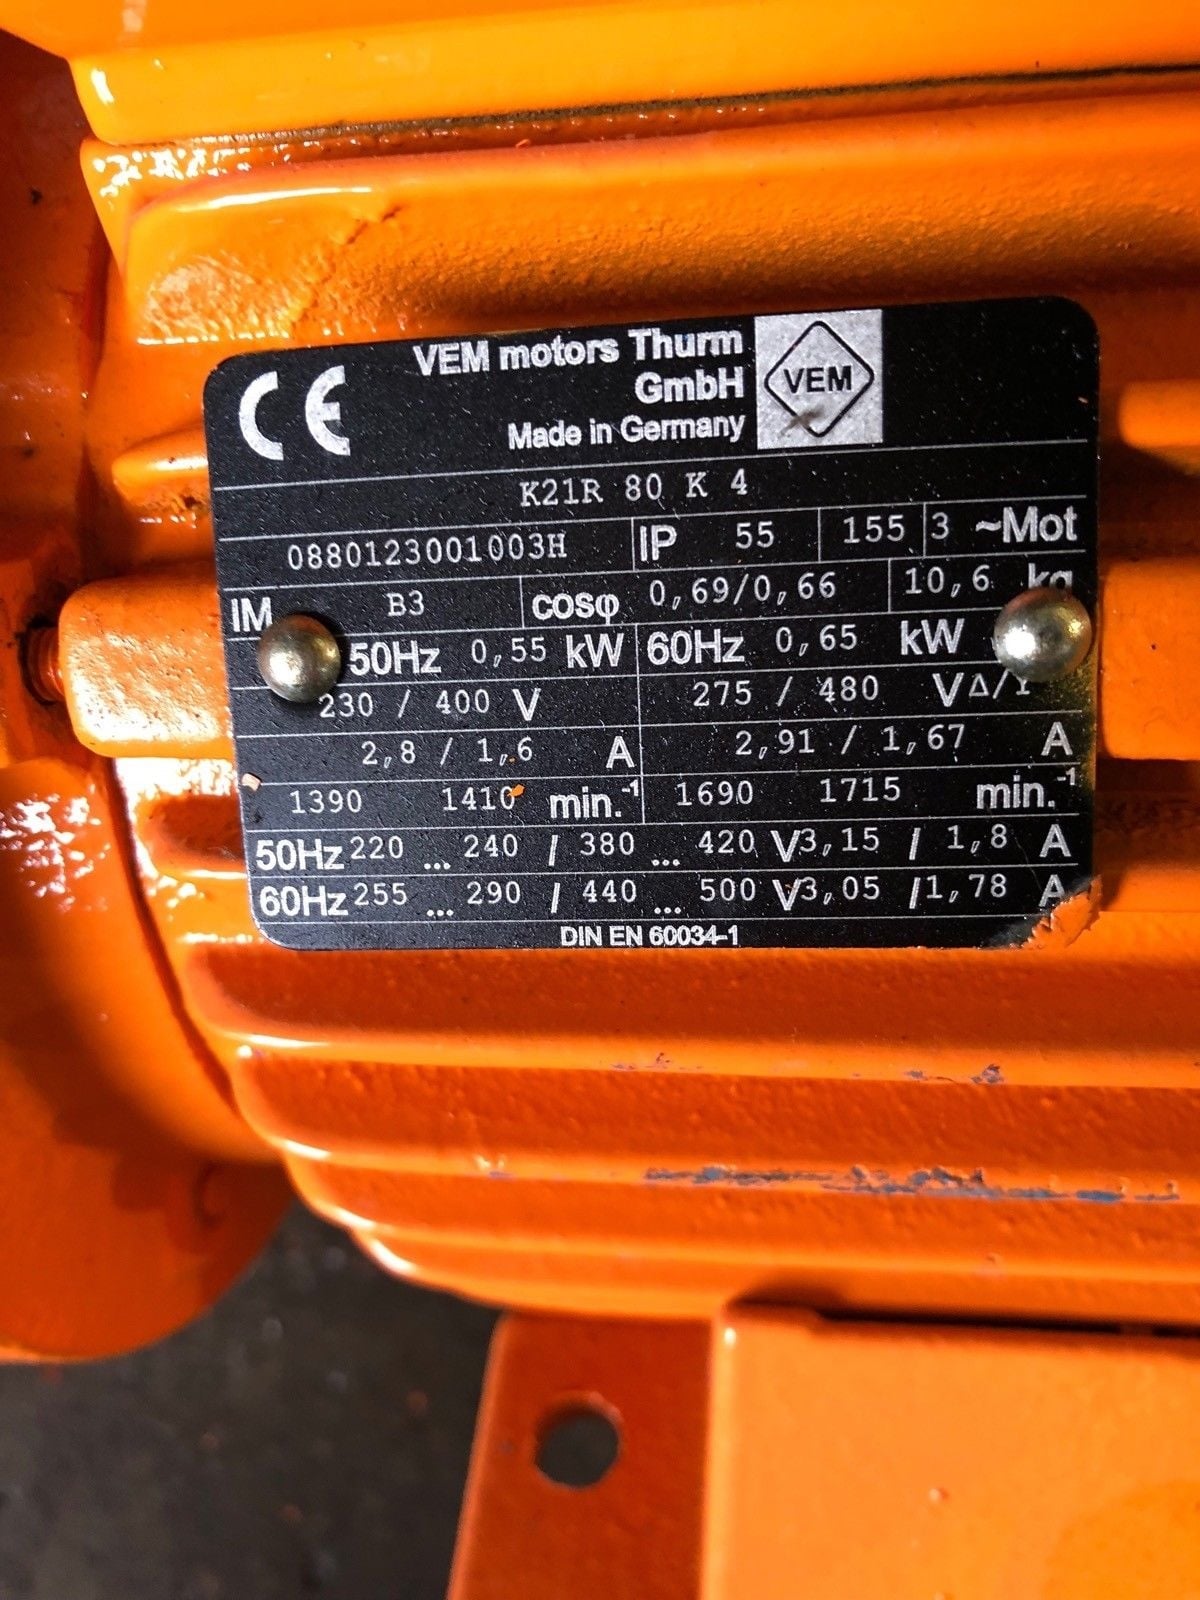 CE VEM motors Thurm
GmbH
Made in Germany
VEM
K21R 80 K 4
0880123001003H IP 55 155 3 ~Mot
IM B3 cosφ 0,69/0,66 10,6 kg
50Hz 0,55 kW 60Hz 0,65 kW
230 / 400 V 275 / 480 V Δ/Y
2,8 / 1,6 A 2,91 / 1,67 A
1390 1410 min.⁻¹ 1690 1715 min.⁻¹
50Hz 220 ... 240 / 380 ... 420 V 3,15 / 1,8 A
60Hz 255 ... 290 / 440 ... 500 V 3,05 / 1,78 A
DIN EN 60034-1